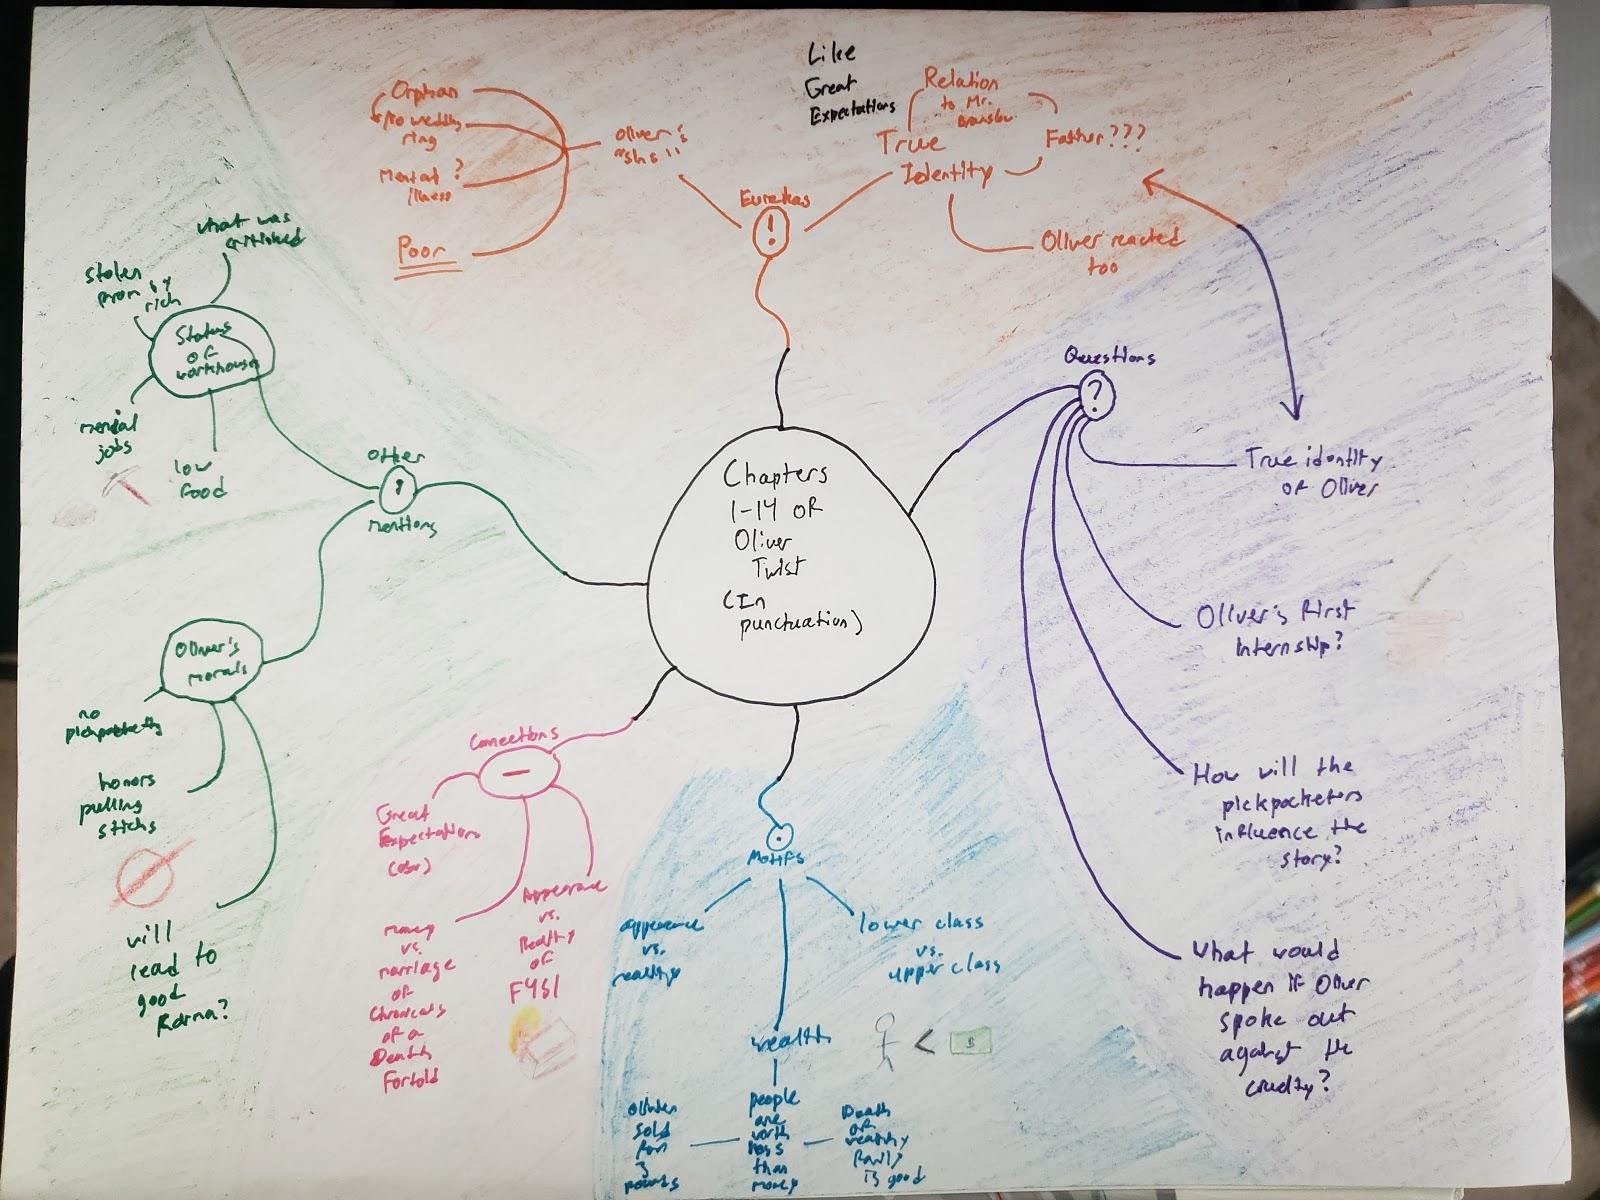 Like
Great
Expectations
Orphan
no wedding
ring
Mental ?
illness
Poor
Oliver's
Eurekas
!
Relation
to Mr.
True
Identity
Father???
Oliver reacted
too
what was
critisized
stolen
from by
rich
Status
of
workhouse
menial
jobs
low
food
Other
mentions
Oliver's
morals
no
pickpocketing
honors
pulling
sticks
will
lead to
good
Karma?
Chapters
1-14 of
Oliver
Twist
(In
punctuation)
Questions
?
True identity
of Oliver
Oliver's first
internship?
How will the
pickpocketers
influence the
story?
What would
happen if Oliver
spoke out
against the
cruelty?
Connections
Great
Expectations
money
vs.
marriage
of
Chronicals
of a
Death
Fortold
Appearance
vs.
Reality
of
F451
Motifs
appearance
vs.
reality
lower class
vs.
upper class
wealth
< $
people
are
worth
less
than
money
Oliver
sold
for
3
pounds
Death
of
wealthy
family
is good